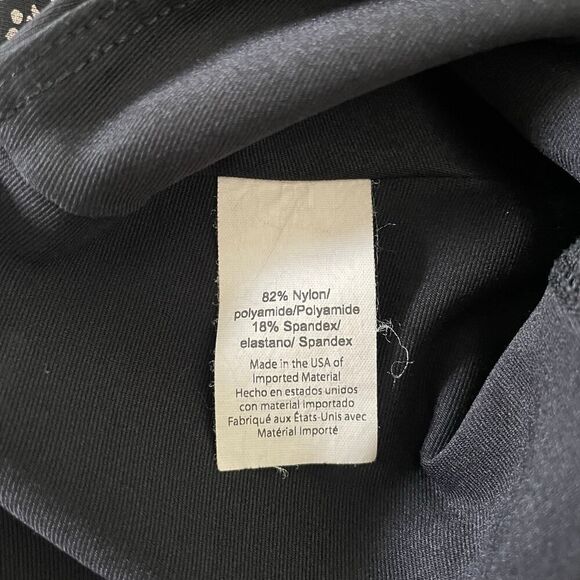 82% Nylon/
polyamide/Polyamide
18% Spandex/
elastano/ Spandex
Made in the USA of
Imported Material
Hecho en estados unidos
con material importado
Fabriqué aux États-Unis avec
Matérial Importé